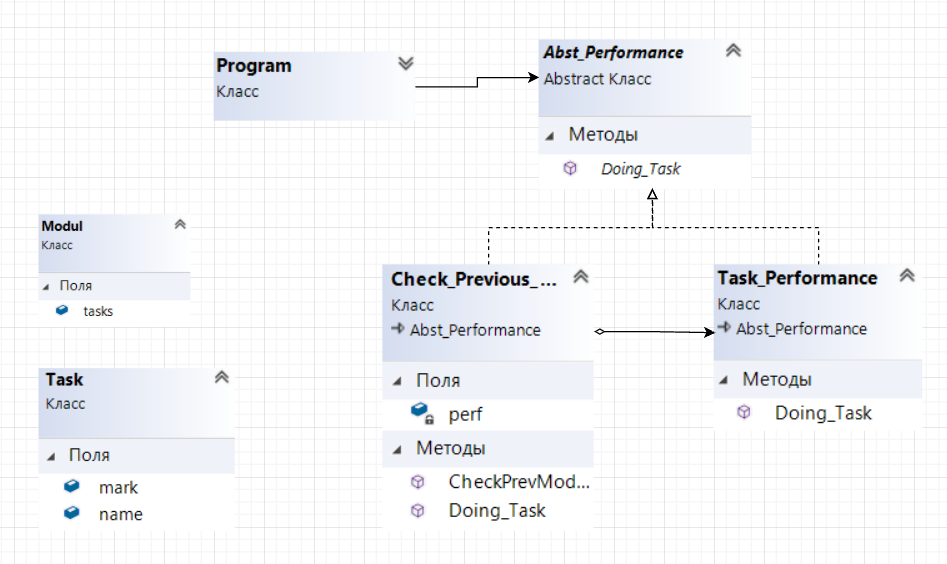 Program
Класс
Abst_Performance
Abstract Класс
Методы
Doing_Task
Modul
Класс
Поля
tasks
Task
Класс
Поля
mark
name
Check_Previous_...
Класс
Abst_Performance
Поля
perf
Методы
CheckPrevMod...
Doing_Task
Task_Performance
Класс
Abst_Performance
Методы
Doing_Task